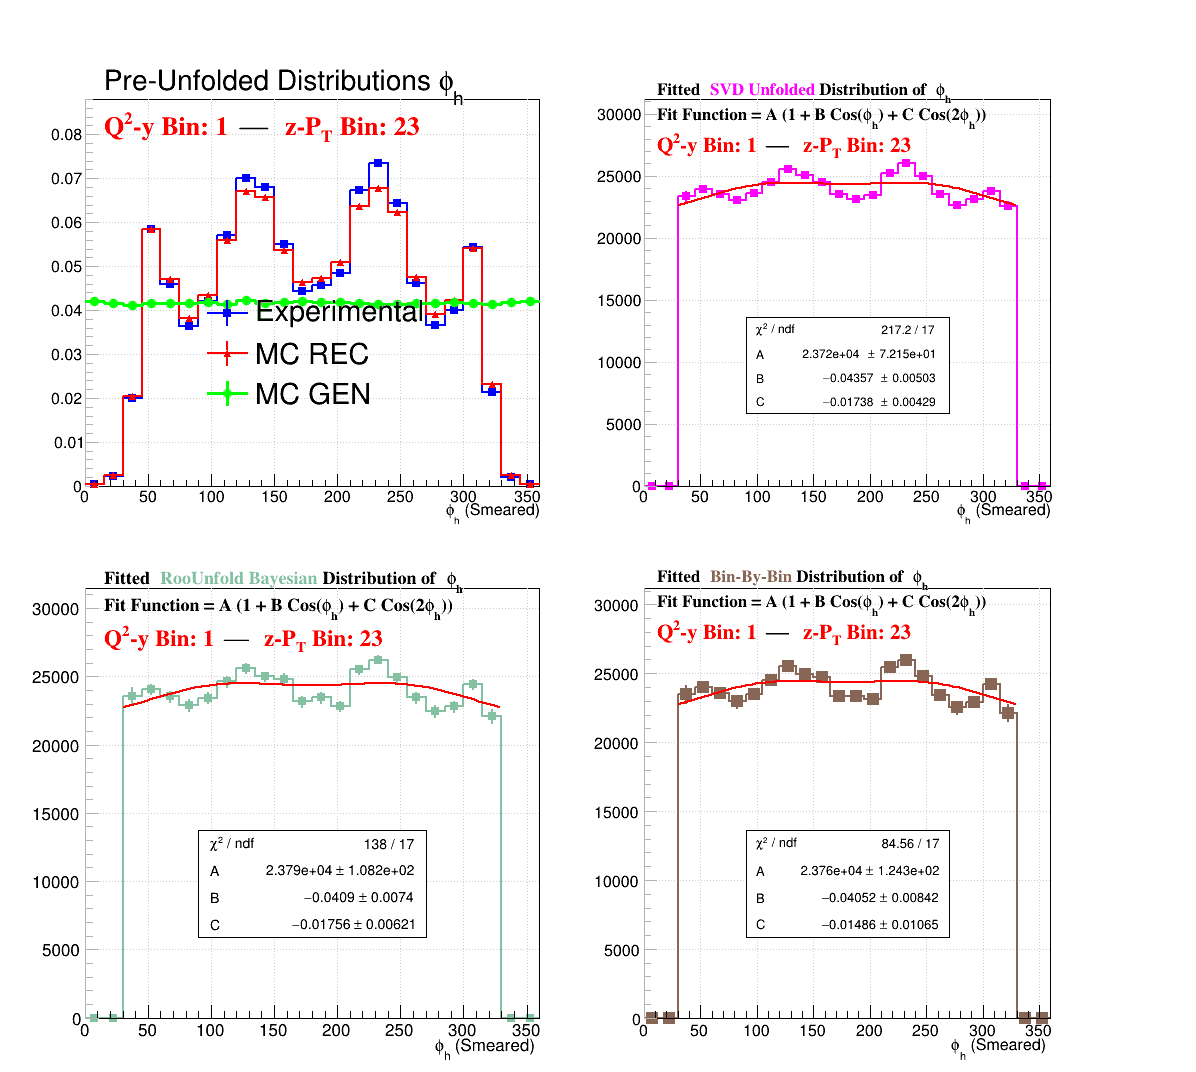 Pre-Unfolded Distributions ϕh
Q²-y Bin: 1 — z-PT Bin: 23
0.08
0.07
0.06
0.05
0.04
0.03
0.02
0.01
0
Experimental
MC REC
MC GEN
0 50 100 150 200 250 300 350
ϕh (Smeared)
Fitted SVD Unfolded Distribution of ϕh
Fit Function = A (1 + B Cos(ϕh) + C Cos(2ϕh))
Q²-y Bin: 1 — z-PT Bin: 23
30000
25000
20000
15000
10000
5000
0
χ² / ndf 217.2 / 17
A 2.372e+04 ± 7.215e+01
B −0.04357 ± 0.00503
C −0.01738 ± 0.00429
0 50 100 150 200 250 300 350
ϕh (Smeared)
Fitted RooUnfold Bayesian Distribution of ϕh
Fit Function = A (1 + B Cos(ϕh) + C Cos(2ϕh))
Q²-y Bin: 1 — z-PT Bin: 23
30000
25000
20000
15000
10000
5000
0
χ² / ndf 138 / 17
A 2.379e+04 ± 1.082e+02
B −0.0409 ± 0.0074
C −0.01756 ± 0.00621
0 50 100 150 200 250 300 350
ϕh (Smeared)
Fitted Bin-By-Bin Distribution of ϕh
Fit Function = A (1 + B Cos(ϕh) + C Cos(2ϕh))
Q²-y Bin: 1 — z-PT Bin: 23
30000
25000
20000
15000
10000
5000
0
χ² / ndf 84.56 / 17
A 2.376e+04 ± 1.243e+02
B −0.04052 ± 0.00842
C −0.01486 ± 0.01065
0 50 100 150 200 250 300 350
ϕh (Smeared)